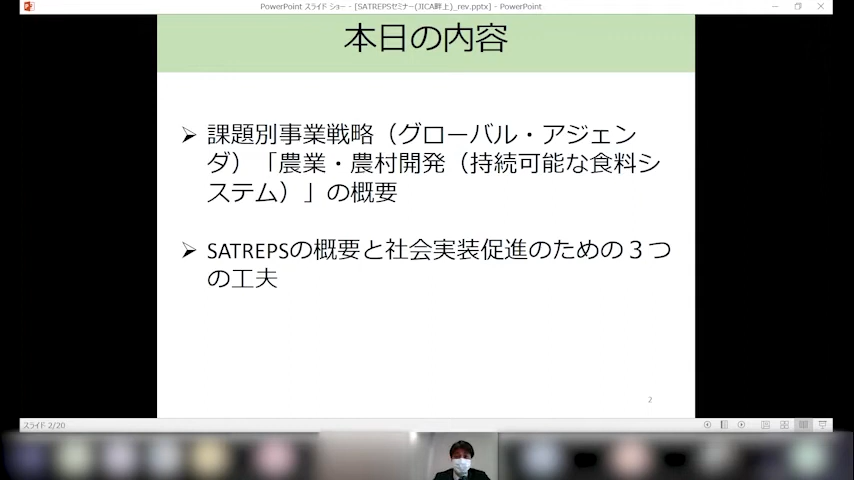 PowerPoint スライド ショー - [SATREPSセミナー(JICA畔上)_rev.pptx] - PowerPoint
本日の内容
➢ 課題別事業戦略（グローバル・アジェン
ダ）「農業・農村開発（持続可能な食料シ
ステム）」の概要
➢ SATREPSの概要と社会実装促進のための３つ
の工夫
2
スライド 2/20